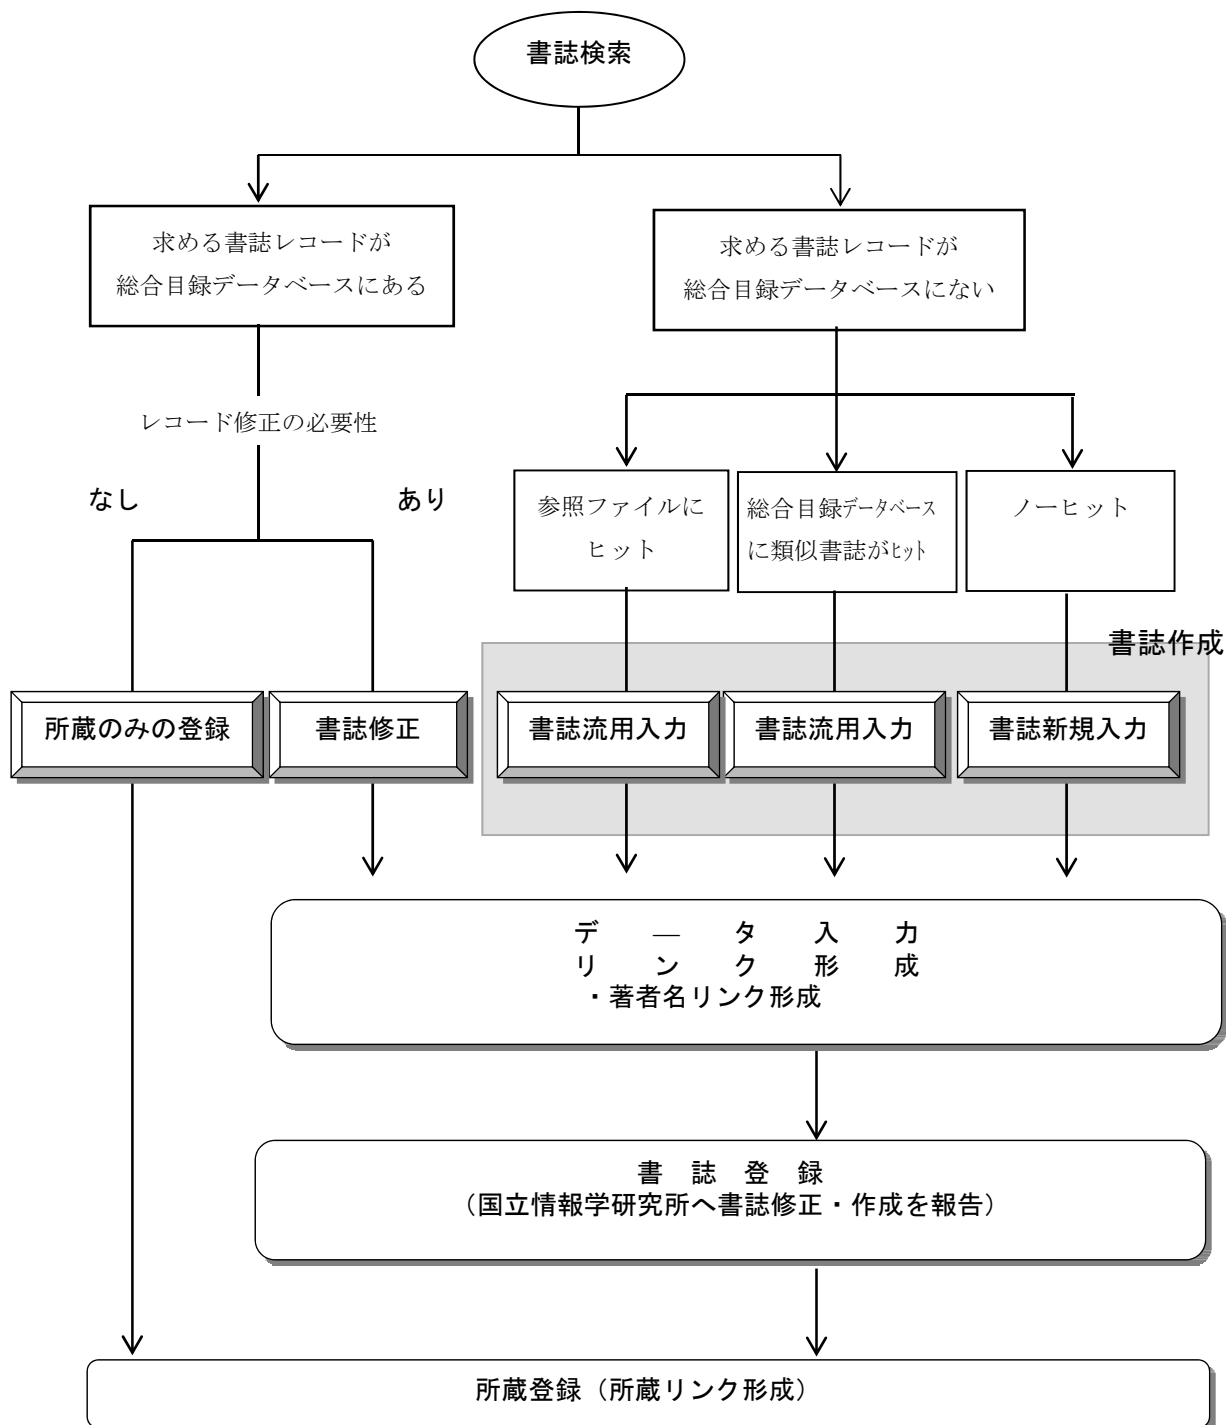 書誌検索
求める書誌レコードが
総合目録データベースにある
求める書誌レコードが
総合目録データベースにない
レコード修正の必要性
なし
あり
参照ファイルに
ヒット
総合目録データベース
に類似書誌がヒット
ノーヒット
書誌作成
所蔵のみの登録
書誌修正
書誌流用入力
書誌流用入力
書誌新規入力
デ ― タ 入 力
リ ン ク 形 成
・著者名リンク形成
書 誌 登 録
（国立情報学研究所へ書誌修正・作成を報告）
所蔵登録（所蔵リンク形成）